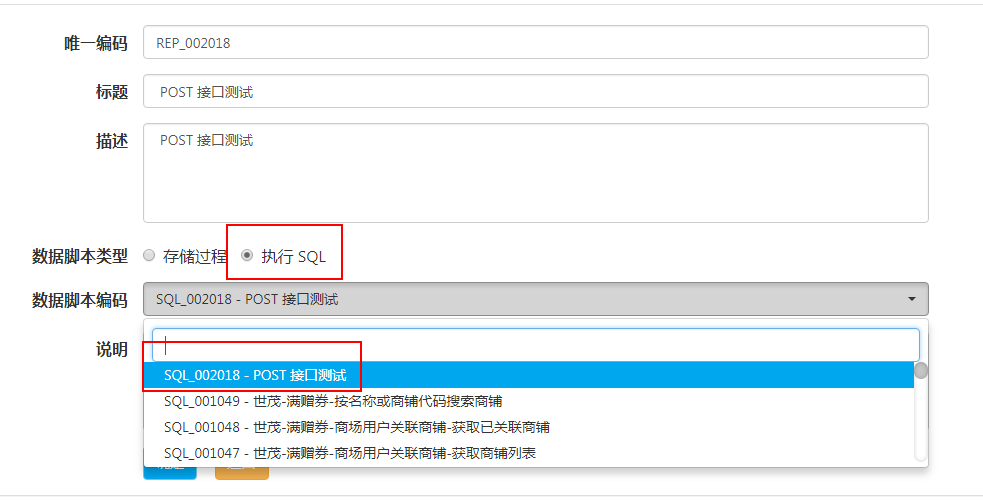 唯一编码 REP_002018
标题 POST 接口测试
描述 POST 接口测试
数据脚本类型 存储过程 执行 SQL
数据脚本编码 SQL_002018 - POST 接口测试
说明
SQL_002018 - POST 接口测试
SQL_001049 - 世茂-满赠券-按名称或商铺代码搜索商铺
SQL_001048 - 世茂-满赠券-商场用户关联商铺-获取已关联商铺
SQL_001047 - 世茂-满赠券-商场用户关联商铺-获取商铺列表